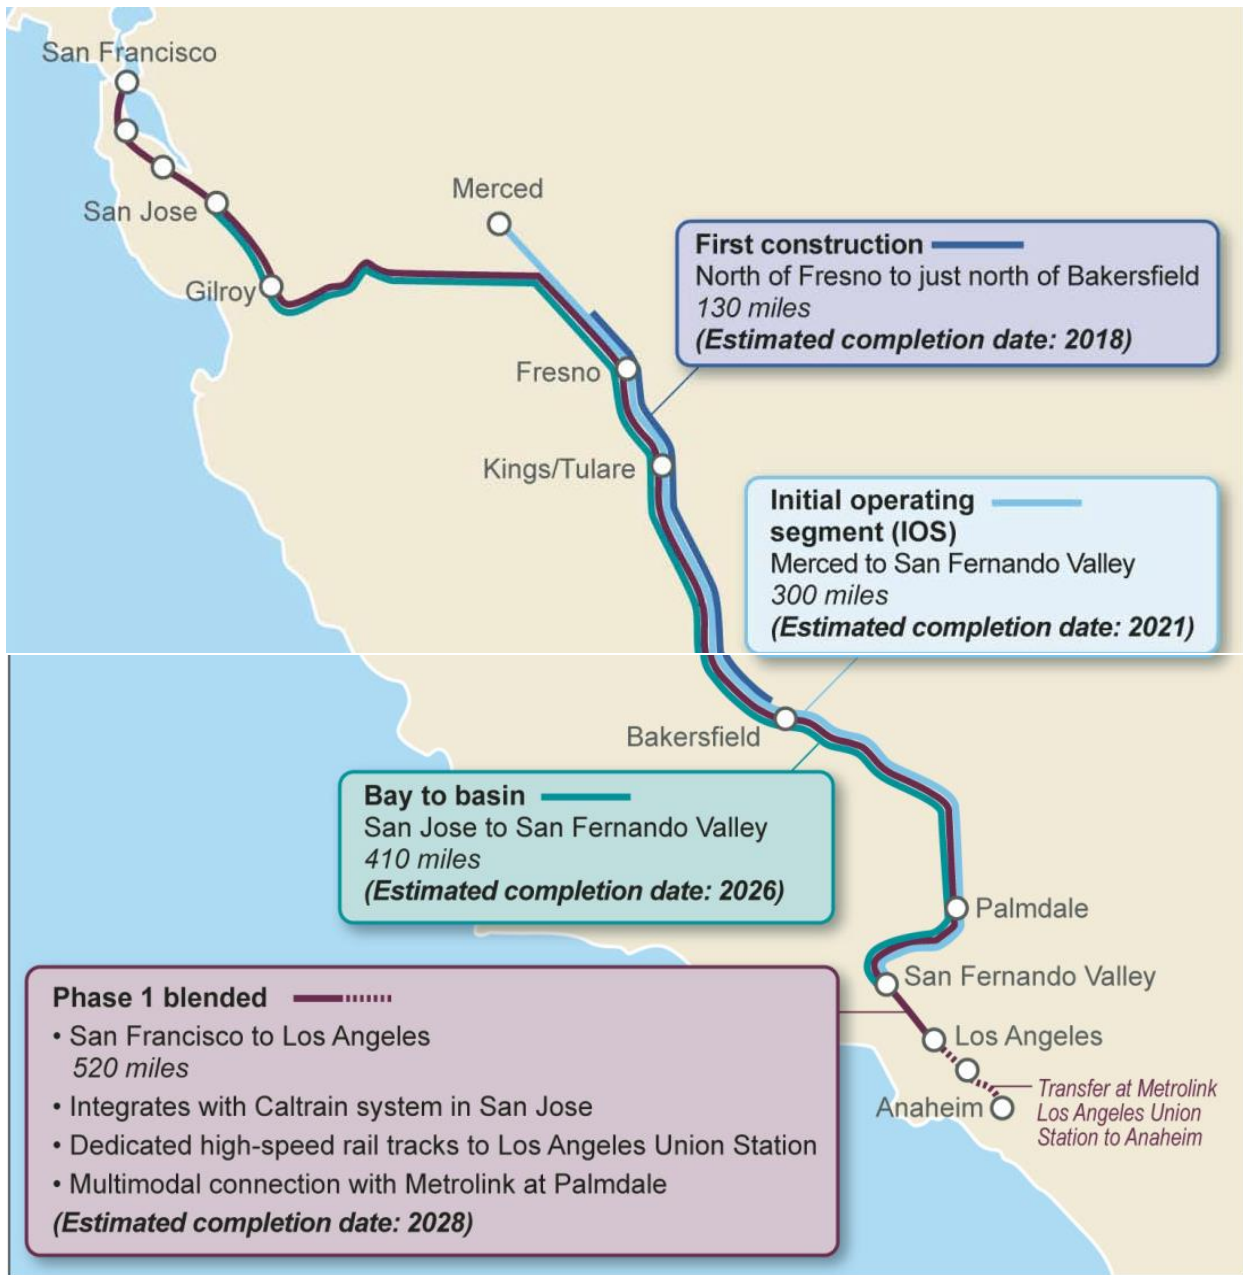 San Francisco
Merced
San Jose
First construction
North of Fresno to just north of Bakersfield
130 miles
(Estimated completion date: 2018)
Gilroy
Fresno
Kings/Tulare
Initial operating
segment (IOS)
Merced to San Fernando Valley
300 miles
(Estimated completion date: 2021)
Bakersfield
Bay to basin
San Jose to San Fernando Valley
410 miles
(Estimated completion date: 2026)
Palmdale
San Fernando Valley
Phase 1 blended
• San Francisco to Los Angeles
520 miles
• Integrates with Caltrain system in San Jose
• Dedicated high-speed rail tracks to Los Angeles Union Station
• Multimodal connection with Metrolink at Palmdale
(Estimated completion date: 2028)
Los Angeles
Anaheim
Transfer at Metrolink
Los Angeles Union
Station to Anaheim